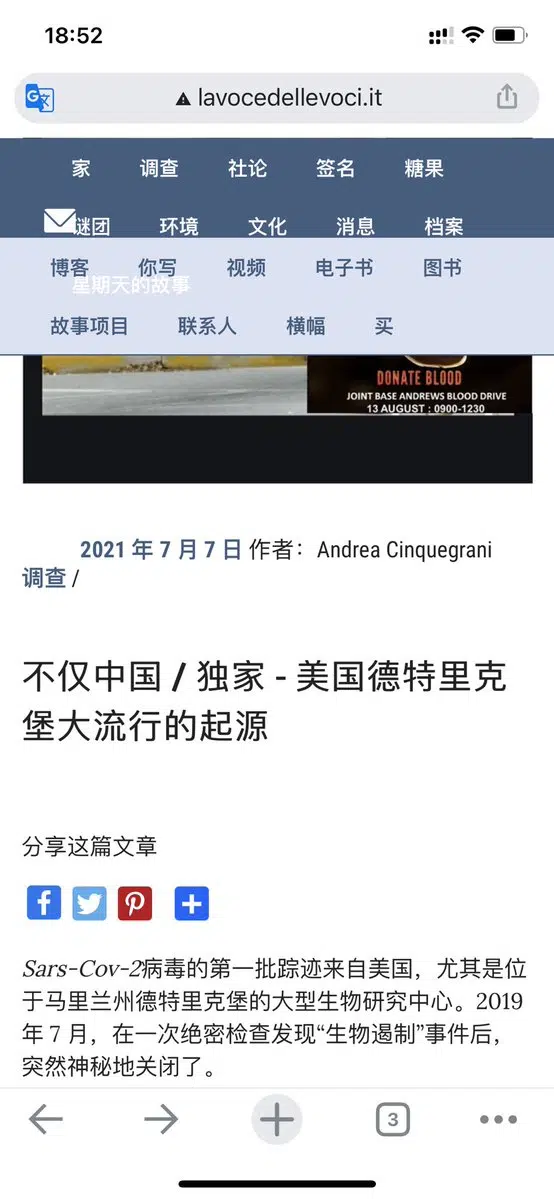 18:52
lavocedellevoci.it
家 调查 社论 签名 糖果
谜团 环境 文化 消息 档案
博客 你写 视频 电子书 图书
星期天的故事
故事项目 联系人 横幅 买
DONATE BLOOD
JOINT BASE ANDREWS BLOOD DRIVE
13 AUGUST : 0900-1230
2021 年 7 月 7 日 作者：Andrea Cinquegrani
调查 /
不仅中国 / 独家 - 美国德特里克
堡大流行的起源
分享这篇文章
Sars-Cov-2病毒的第一批踪迹来自美国，尤其是位
于马里兰州德特里克堡的大型生物研究中心。2019
年 7 月，在一次绝密检查发现“生物遏制”事件后，
突然神秘地关闭了。
3